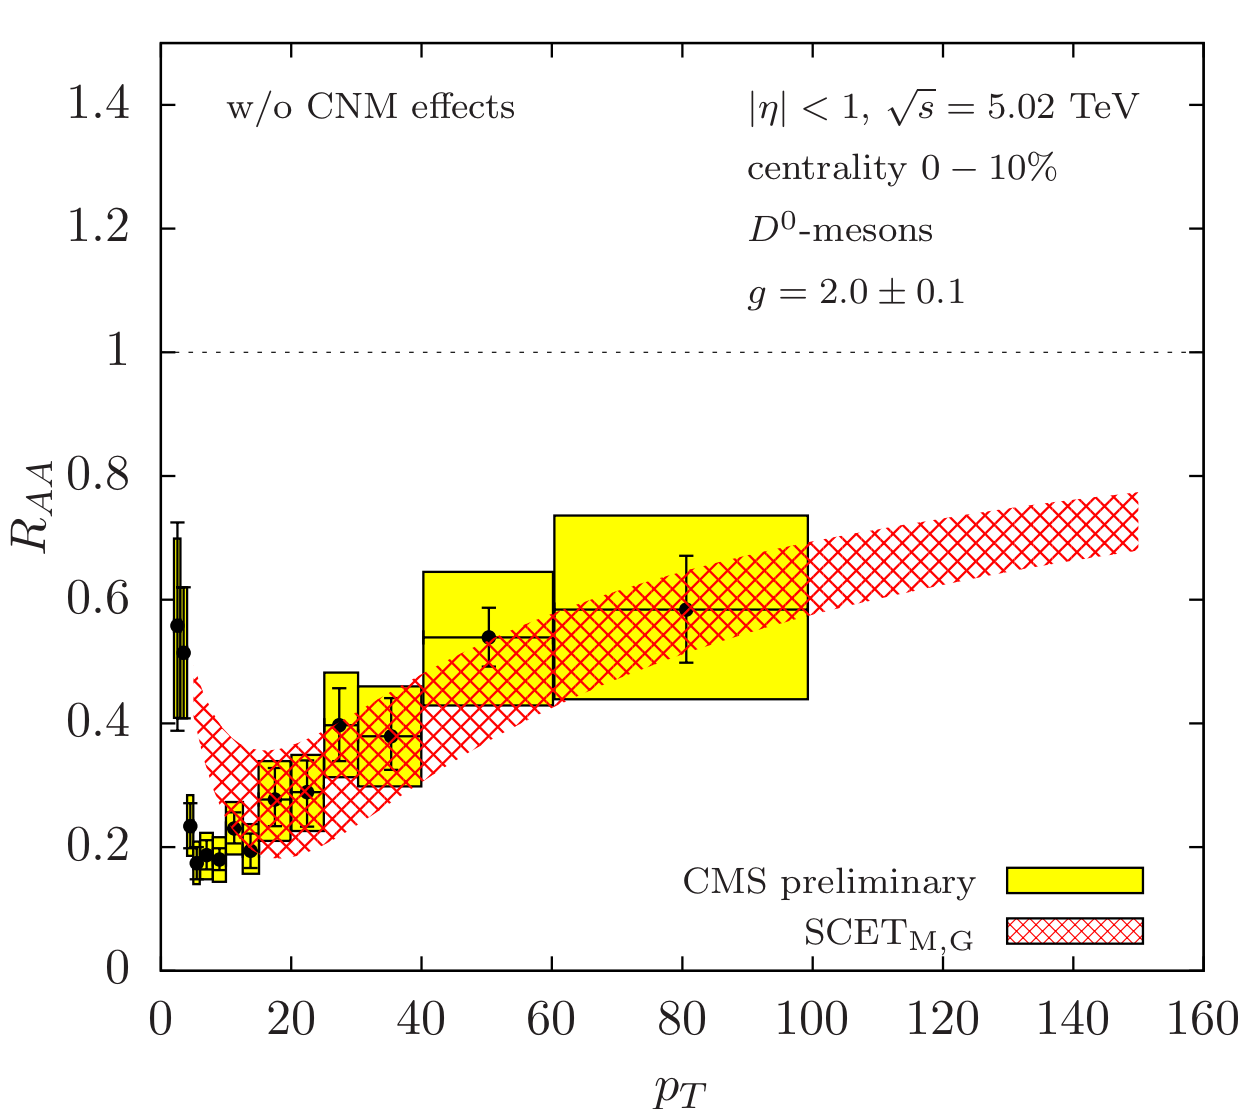 w/o CNM effects
|η| < 1, √s = 5.02 TeV
centrality 0 − 10%
D⁰-mesons
g = 2.0 ± 0.1
1.4
1.2
1
0.8
0.6
0.4
0.2
0
R_AA
CMS preliminary
SCET_M,G
0 20 40 60 80 100 120 140 160
p_T